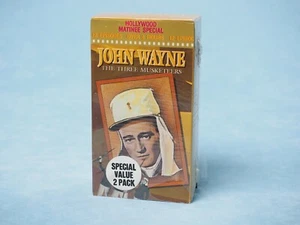 HOLLYWOOD
MATINEE SPECIAL
JOHN WAYNE
THE THREE MUSKETEERS
SPECIAL
VALUE
2 PACK